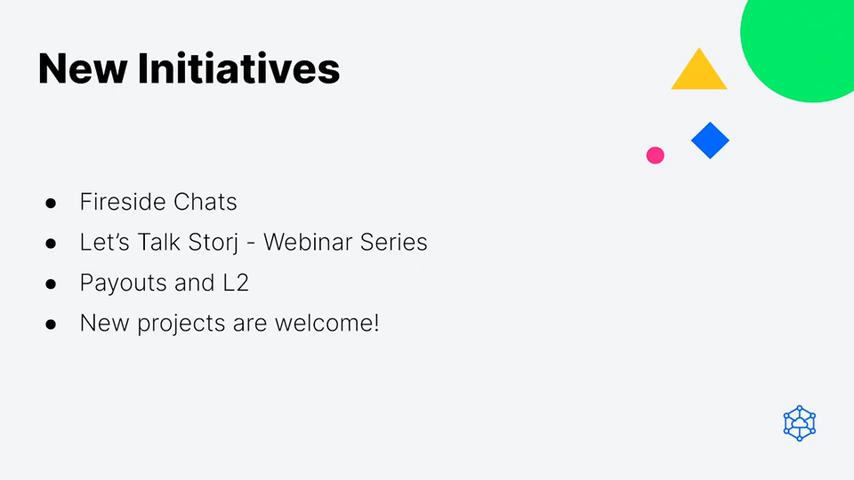 New Initiatives
● Fireside Chats
● Let’s Talk Storj - Webinar Series
● Payouts and L2
● New projects are welcome!